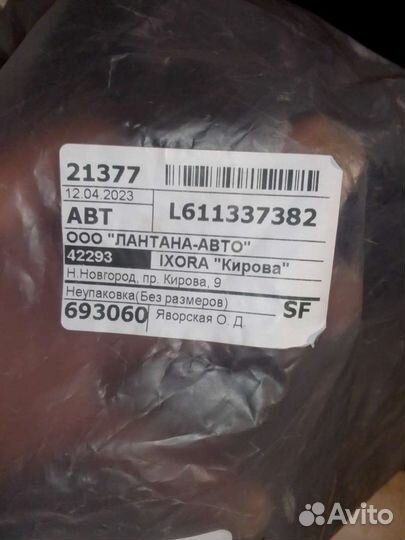 21377
12.04.2023
АВТ L611337382
ООО "ЛАНТАНА-АВТО"
42293 IXORA "Кирова"
Н.Новгород, пр. Кирова, 9
Неупаковка(Без размеров)
693060 Яворская О. Д. SF
Avito